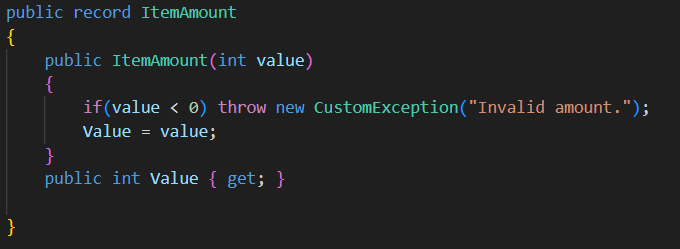 public record ItemAmount
{
    public ItemAmount(int value)
    {
        if(value < 0) throw new CustomException("Invalid amount.");
        Value = value;
    }
    public int Value { get; }
}